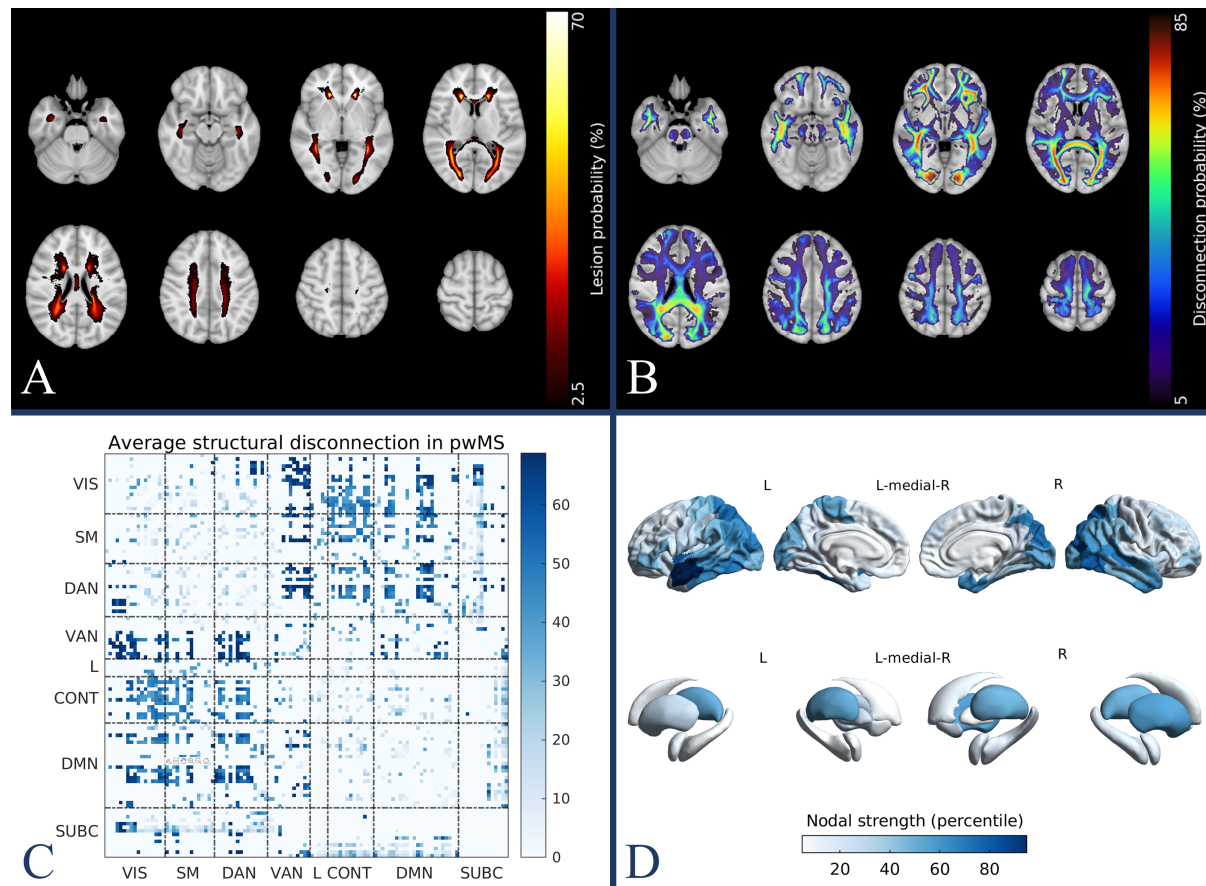 70
Lesion probability (%)
2.5
A
85
Disconnection probability (%)
5
B
Average structural disconnection in pwMS
VIS
SM
DAN
VAN
L
CONT
DMN
SUBC
VIS SM DAN VAN L CONT DMN SUBC
60
50
40
30
20
10
0
C
L L-medial-R R
L L-medial-R R
Nodal strength (percentile)
20 40 60 80
D